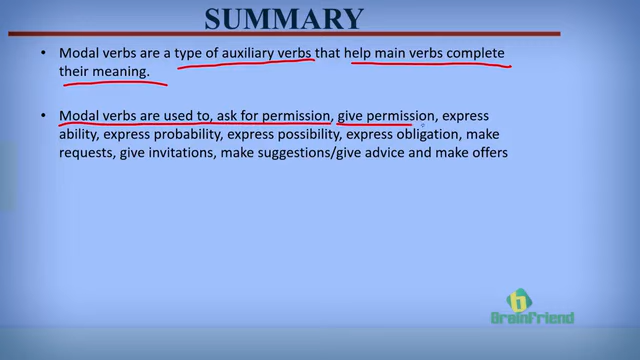 SUMMARY
• Modal verbs are a type of auxiliary verbs that help main verbs complete
their meaning.
• Modal verbs are used to, ask for permission, give permission, express
ability, express probability, express possibility, express obligation, make
requests, give invitations, make suggestions/give advice and make offers
b
BrainFriend